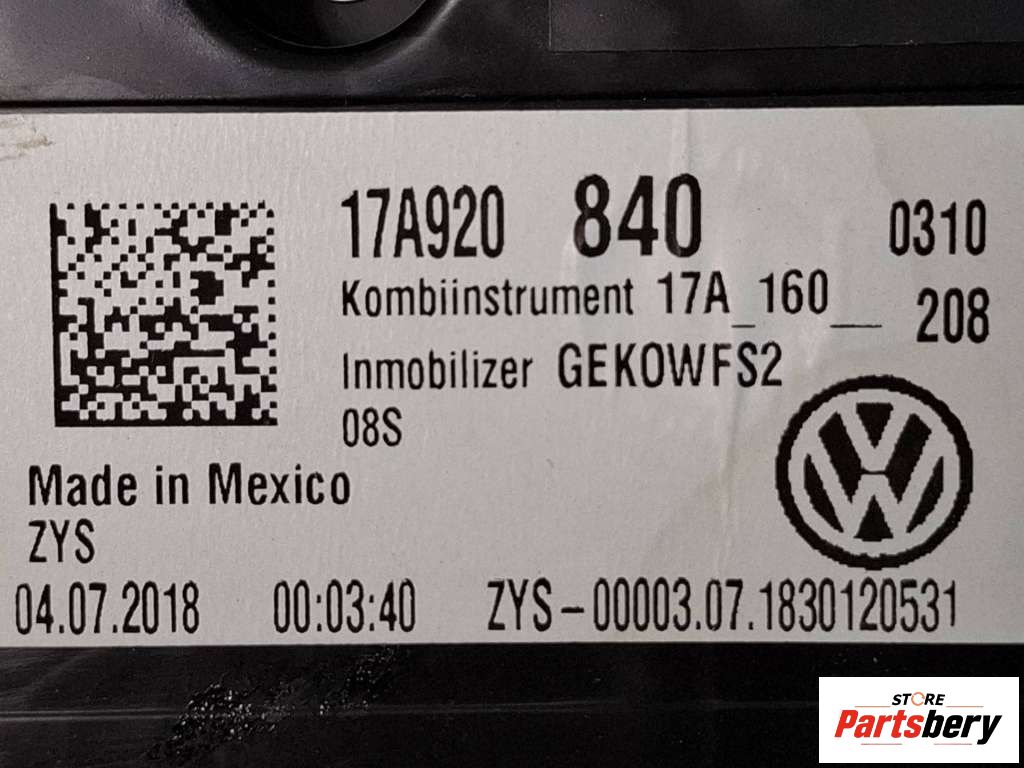 17A920 840 0310
Kombiinstrument 17A_160__ 208
Inmobilizer GEKOWFS2
08S
Made in Mexico
ZYS
04.07.2018 00:03:40 ZYS-00003.07.1830120531
STORE
Partsbery